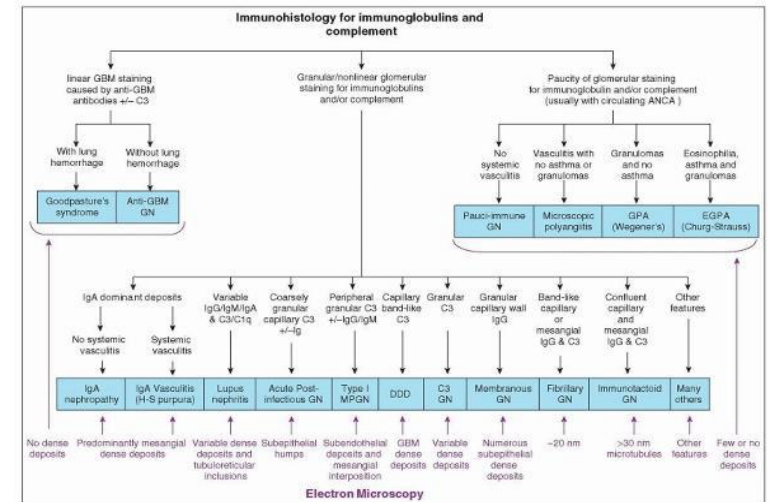 Immunohistology for immunoglobulins and
complement
linear GBM staining
caused by anti-GBM
antibodies +/– C3
Granular/nonlinear glomerular
staining for immunoglobulins
and/or complement
Paucity of glomerular staining
for immunoglobulin and/or complement
(usually with circulating ANCA )
With lung
hemorrhage
Without lung
hemorrhage
No
systemic
vasculitis
Vasculitis with
no asthma or
granulomas
Granulomas
and no
asthma
Eosinophilia,
asthma and
granulomas
Goodpasture's
syndrome
Anti-GBM
GN
Pauci-immune
GN
Microscopic
polyangiitis
GPA
(Wegener's)
EGPA
(Churg-Strauss)
IgA dominant deposits
No systemic
vasculitis
Systemic
vasculitis
Variable
IgG/IgM/IgA
& C3/C1q
Coarsely
granular
capillary C3
+/–Ig
Peripheral
granular C3
+/–IgG/IgM
Capillary
band-like
C3
Granular
C3
Granular
capillary wall
IgG
Band-like
capillary
or
mesangial
IgG & C3
Confluent
capillary
and
mesangial
IgG & C3
Other
features
IgA
nephropathy
IgA Vasculitis
(H-S purpura)
Lupus
nephritis
Acute Post-
infectious GN
Type I
MPGN
DDD
C3
GN
Membranous
GN
Fibrillary
GN
Immunotactoid
GN
Many
others
No dense
deposits
Predominantly mesangial
dense deposits
Variable dense
deposits and
tubuloreticular
inclusions
Subepithelial
humps
Subendothelial
deposits and
mesangial
interposition
GBM
dense
deposits
Variable
dense
deposits
Numerous
subepithelial
dense
deposits
~20 nm
>30 nm
microtubules
Other
features
Few or no
dense
deposits
Electron Microscopy